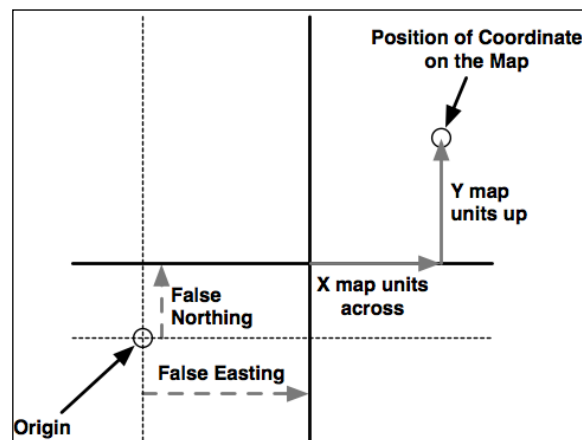 Position of Coordinate
on the Map
Y map
units up
X map units
across
False
Northing
False Easting
Origin